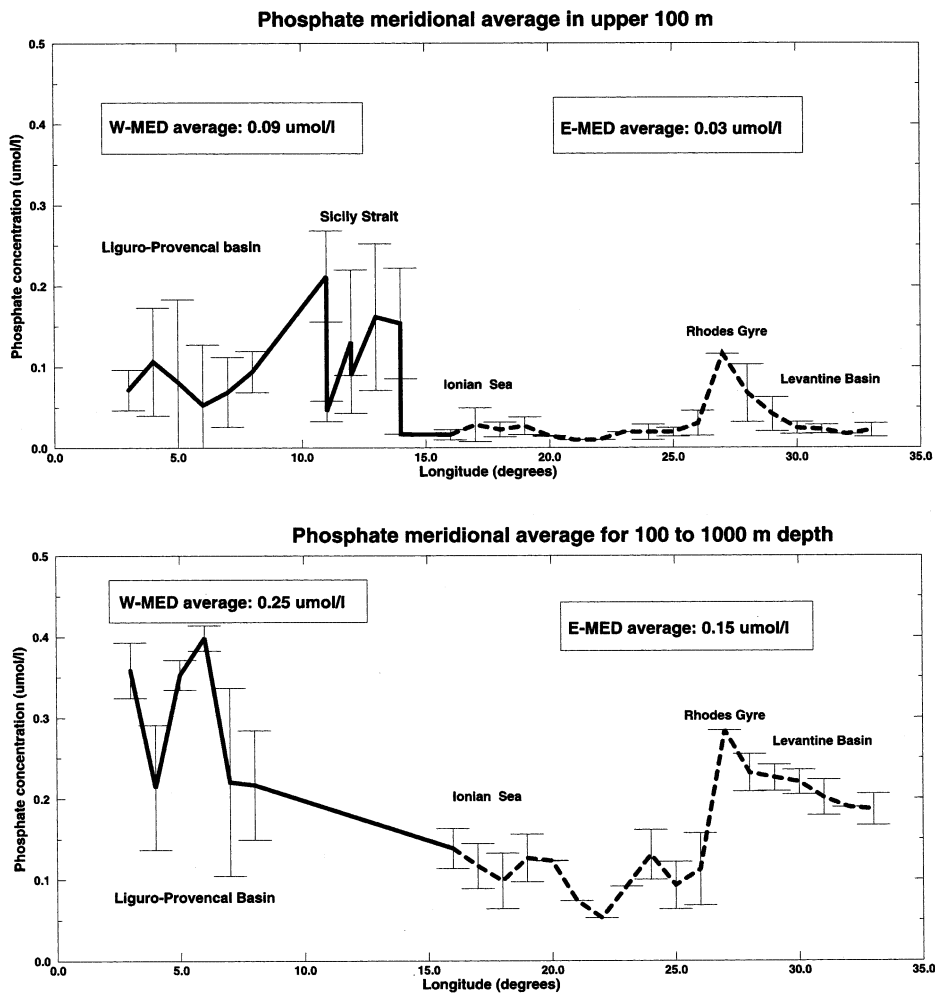 Phosphate meridional average in upper 100 m
0.5
0.4
0.3
0.2
0.1
0.0
Phosphate concentration (umol/l)
W-MED average: 0.09 umol/l
E-MED average: 0.03 umol/l
Sicily Strait
Liguro-Provencal basin
Rhodes Gyre
Ionian Sea
Levantine Basin
0.0 5.0 10.0 15.0 20.0 25.0 30.0 35.0
Longitude (degrees)
Phosphate meridional average for 100 to 1000 m depth
0.5
0.4
0.3
0.2
0.1
0.0
Phosphate concentration (umol/l)
W-MED average: 0.25 umol/l
E-MED average: 0.15 umol/l
Rhodes Gyre
Levantine Basin
Ionian Sea
Liguro-Provencal Basin
0.0 5.0 10.0 15.0 20.0 25.0 30.0 35.0
Longitude (degrees)